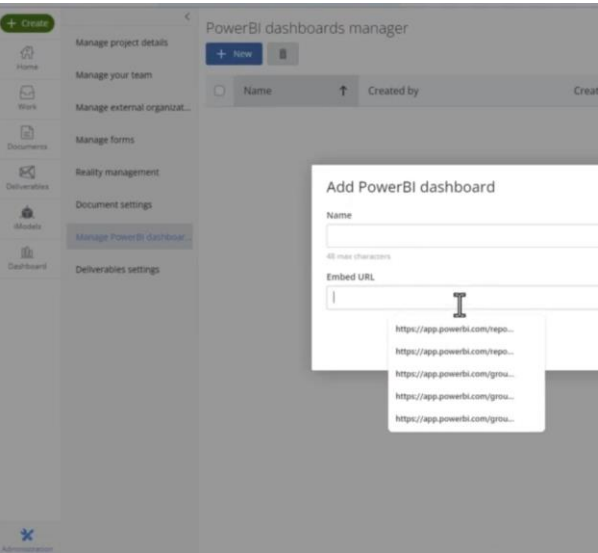 + Create
Home
Work
Documents
Deliverables
iModels
Dashboard
Administration
<
Manage project details
Manage your team
Manage external organizat...
Manage forms
Reality management
Document settings
Manage PowerBI dashboar...
Deliverables settings
PowerBI dashboards manager
+ New
Name ↑ Created by Creat
Add PowerBI dashboard
Name
48 max characters
Embed URL
https://app.powerbi.com/repo...
https://app.powerbi.com/repo...
https://app.powerbi.com/grou...
https://app.powerbi.com/grou...
https://app.powerbi.com/grou...